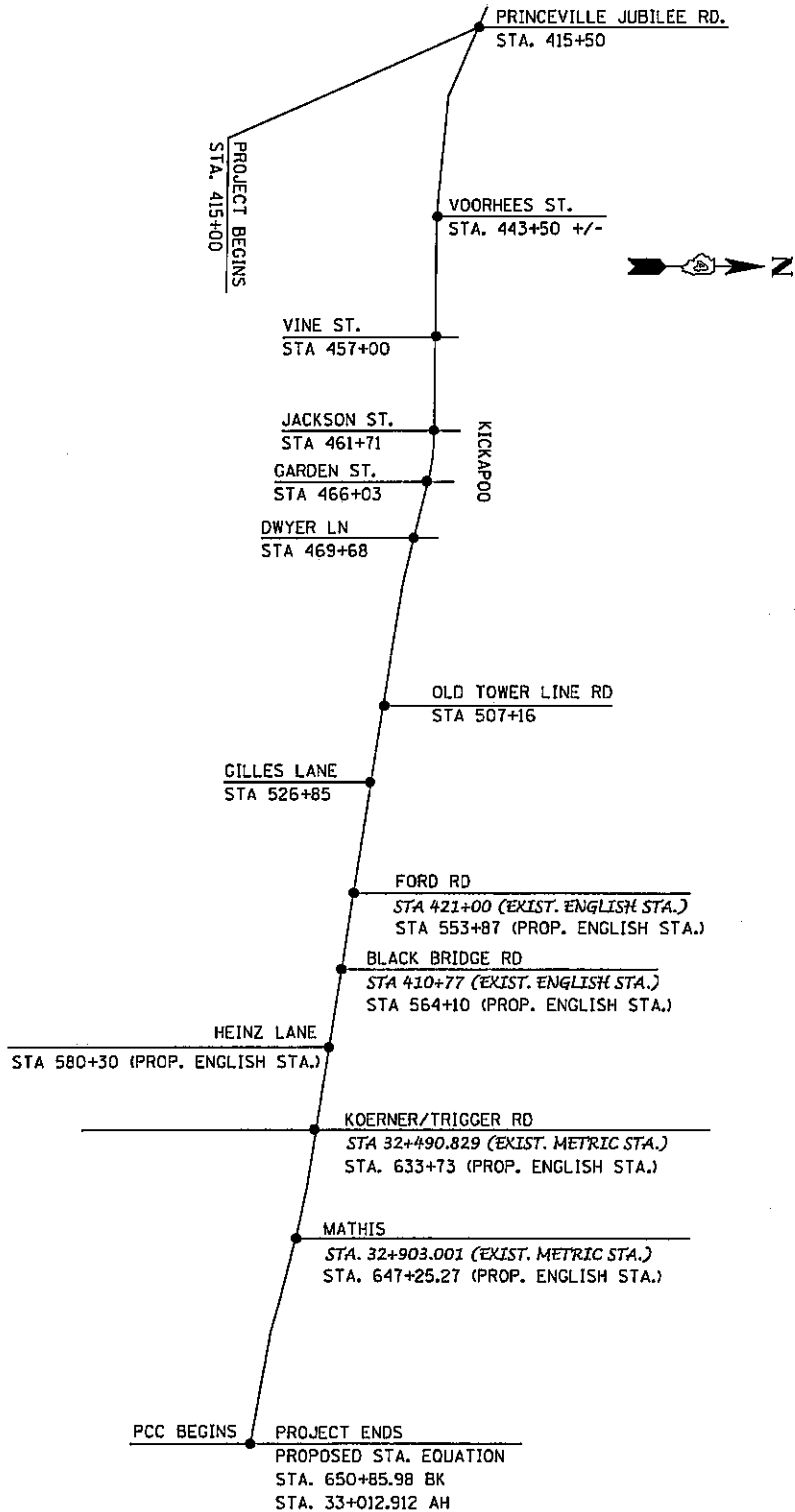 PRINCEVILLE JUBILEE RD.
STA. 415+50
PROJECT BEGINS
STA. 415+00
VOORHEES ST.
STA. 443+50 +/-
N
VINE ST.
STA 457+00
JACKSON ST.
STA 461+71
KICKAPOO
GARDEN ST.
STA 466+03
DWYER LN
STA 469+68
OLD TOWER LINE RD
STA 507+16
GILLES LANE
STA 526+85
FORD RD
STA 421+00 (EXIST. ENGLISH STA.)
STA 553+87 (PROP. ENGLISH STA.)
BLACK BRIDGE RD
STA 410+77 (EXIST. ENGLISH STA.)
STA 564+10 (PROP. ENGLISH STA.)
HEINZ LANE
STA 580+30 (PROP. ENGLISH STA.)
KOERNER/TRIGGER RD
STA 32+490.829 (EXIST. METRIC STA.)
STA. 633+73 (PROP. ENGLISH STA.)
MATHIS
STA. 32+903.001 (EXIST. METRIC STA.)
STA. 647+25.27 (PROP. ENGLISH STA.)
PCC BEGINS
PROJECT ENDS
PROPOSED STA. EQUATION
STA. 650+85.98 BK
STA. 33+012.912 AH